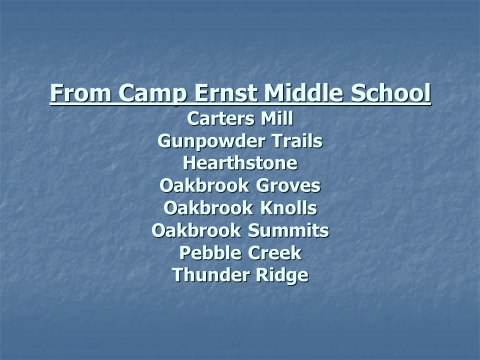 From Camp Ernst Middle School
Carters Mill
Gunpowder Trails
Hearthstone
Oakbrook Groves
Oakbrook Knolls
Oakbrook Summits
Pebble Creek
Thunder Ridge